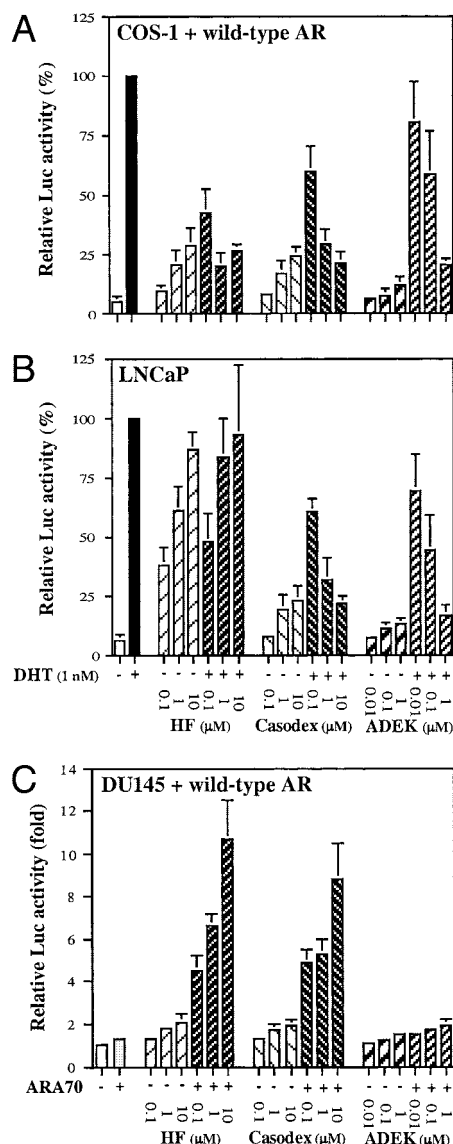 A
COS-1 + wild-type AR
Relative Luc activity (%)
125
100
75
50
25
0
B
LNCaP
Relative Luc activity (%)
125
100
75
50
25
0
DHT (1 nM) - + - - - + + + - - - + + + - - - + + +
0.1 1 10 0.1 1 10 0.1 1 10 0.1 1 10 0.01 0.1 1 0.01 0.1 1
HF (µM) Casodex (µM) ADEK (µM)
C
DU145 + wild-type AR
Relative Luc activity (fold)
14
12
10
8
6
4
2
0
ARA70 - + - - - + + + - - - + + + - - - + + +
0.1 1 10 0.1 1 10 0.1 1 10 0.1 1 10 0.01 0.1 1 0.01 0.1 1
HF (µM) Casodex (µM) ADEK (µM)